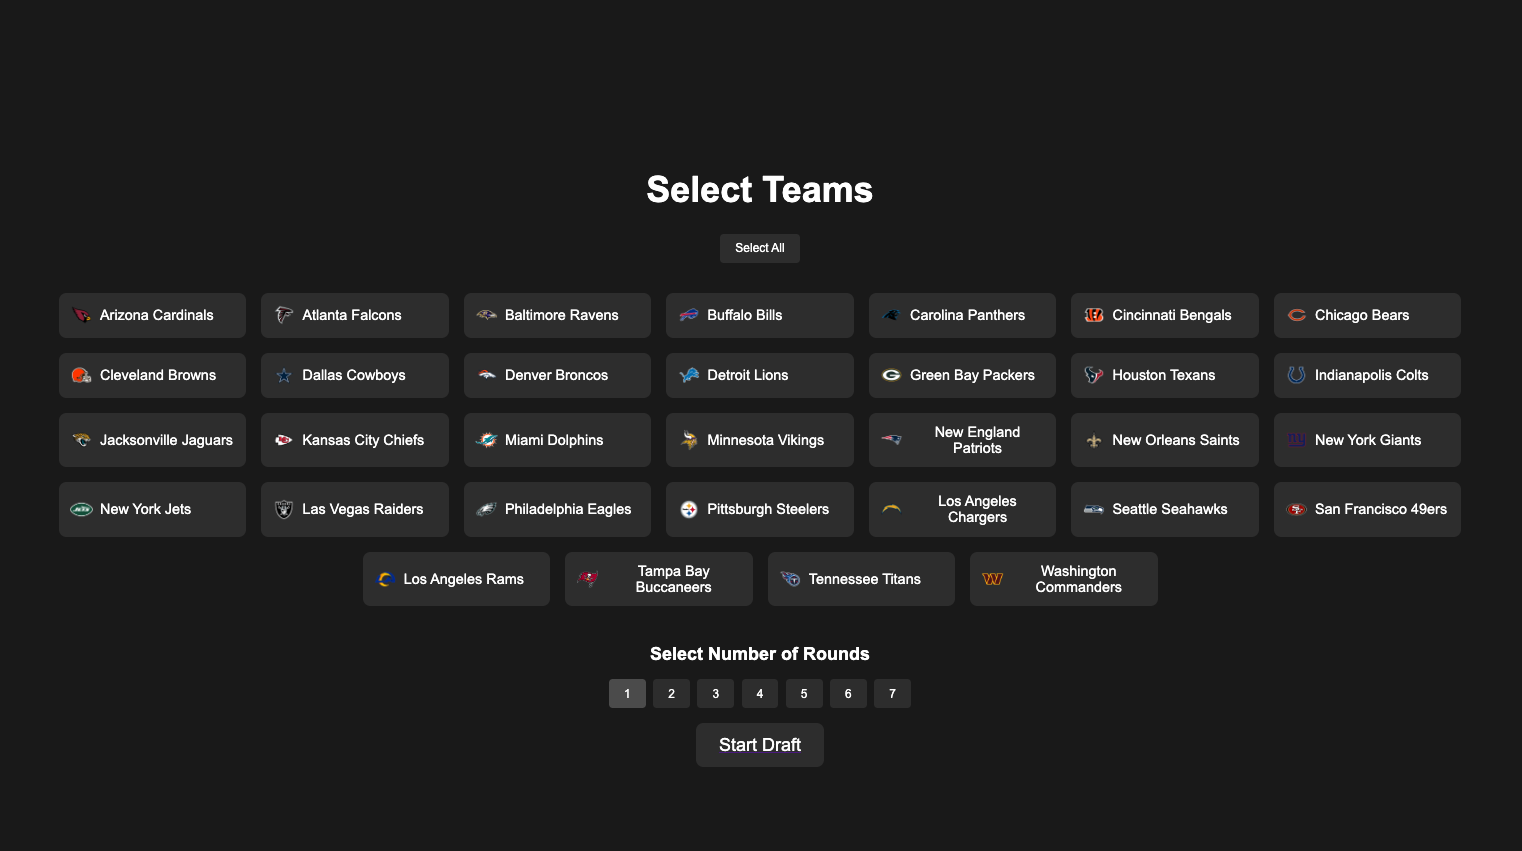 Select Teams
Select All
Arizona Cardinals
Atlanta Falcons
Baltimore Ravens
Buffalo Bills
Carolina Panthers
Cincinnati Bengals
Chicago Bears
Cleveland Browns
Dallas Cowboys
Denver Broncos
Detroit Lions
Green Bay Packers
Houston Texans
Indianapolis Colts
Jacksonville Jaguars
Kansas City Chiefs
Miami Dolphins
Minnesota Vikings
New England
Patriots
New Orleans Saints
New York Giants
New York Jets
Las Vegas Raiders
Philadelphia Eagles
Pittsburgh Steelers
Los Angeles
Chargers
Seattle Seahawks
San Francisco 49ers
Los Angeles Rams
Tampa Bay
Buccaneers
Tennessee Titans
Washington
Commanders
Select Number of Rounds
1
2
3
4
5
6
7
Start Draft